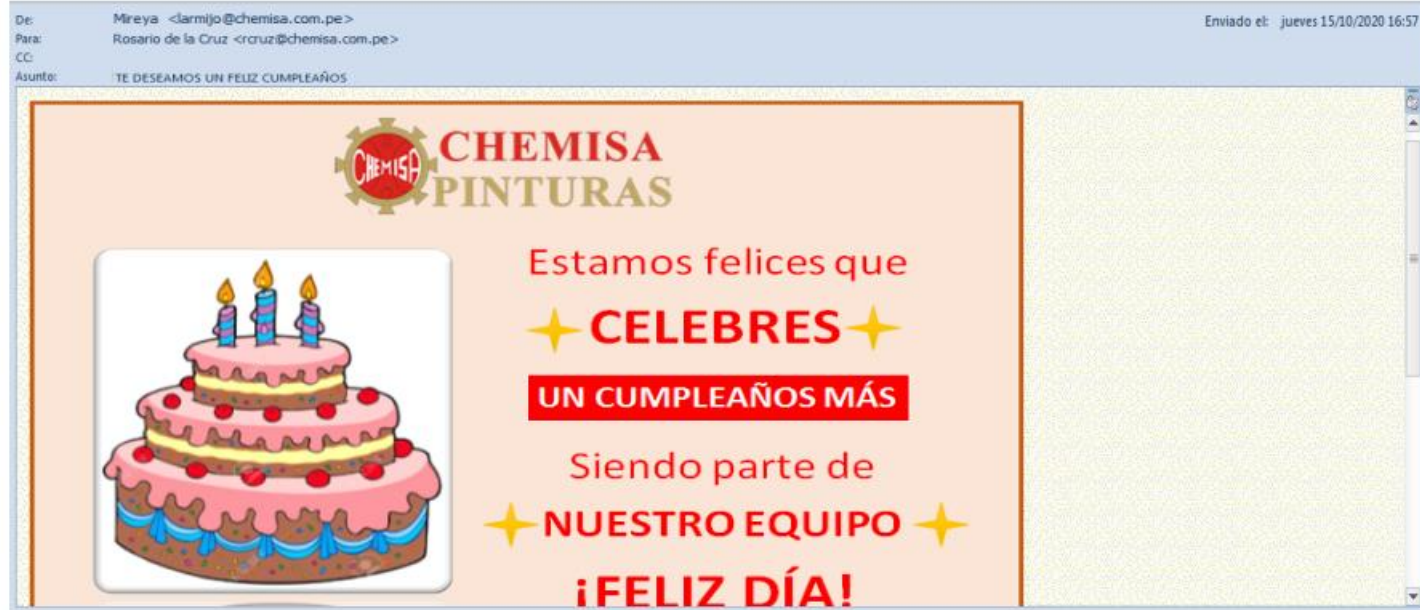 De: Mireya <larmijo@chemisa.com.pe>
Enviado el: jueves 15/10/2020 16:57
Para: Rosario de la Cruz <rcruz@chemisa.com.pe>
CC:
Asunto: TE DESEAMOS UN FELIZ CUMPLEAÑOS
CHEMISA
CHEMISA
PINTURAS
Estamos felices que
CELEBRES
UN CUMPLEAÑOS MÁS
Siendo parte de
NUESTRO EQUIPO
¡FELIZ DÍA!